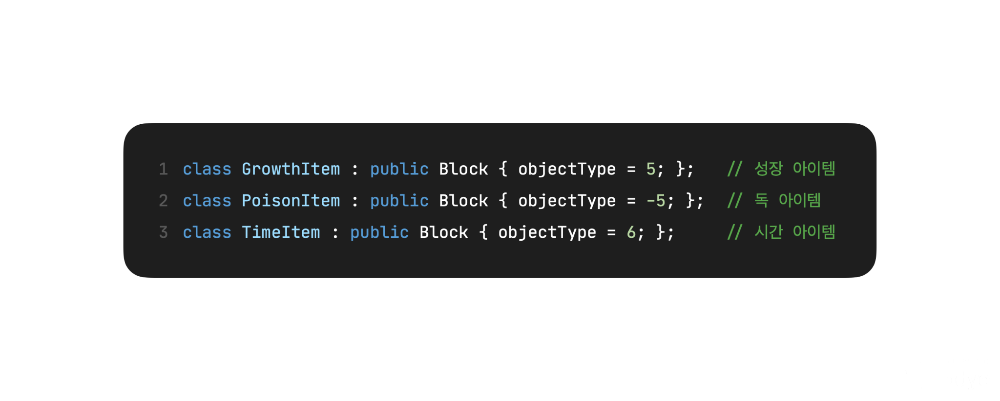 1 class GrowthItem : public Block { objectType = 5; }; // 성장 아이템
2 class PoisonItem : public Block { objectType = -5; }; // 독 아이템
3 class TimeItem : public Block { objectType = 6; }; // 시간 아이템